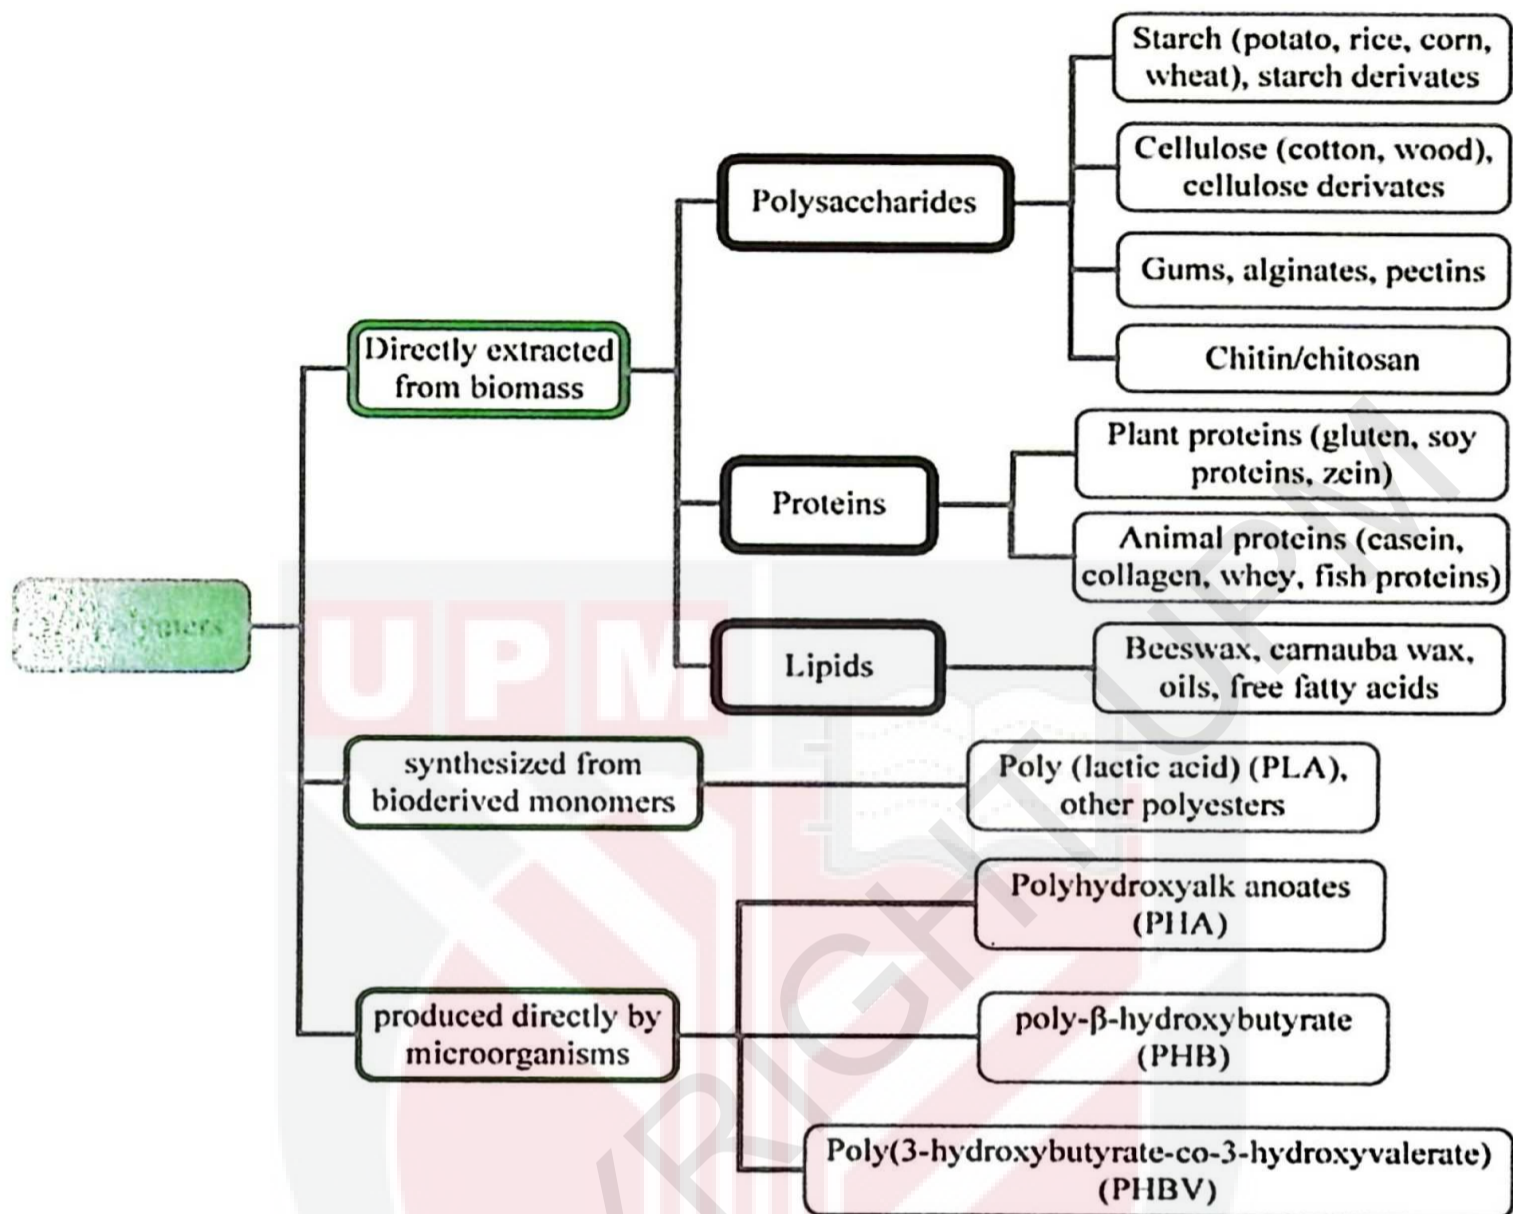 Starch (potato, rice, corn,
wheat), starch derivates
Cellulose (cotton, wood),
cellulose derivates
Polysaccharides
Gums, alginates, pectins
Directly extracted
from biomass
Chitin/chitosan
Plant proteins (gluten, soy
proteins, zein)
Proteins
Animal proteins (casein,
collagen, whey, fish proteins)
UPM
Lipids
Beeswax, carnauba wax,
oils, free fatty acids
synthesized from
bioderived monomers
Poly (lactic acid) (PLA),
other polyesters
Polyhydroxyalk anoates
(PHA)
produced directly by
microorganisms
poly-β-hydroxybutyrate
(PHB)
Poly(3-hydroxybutyrate-co-3-hydroxyvalerate)
(PHBV)
UPM